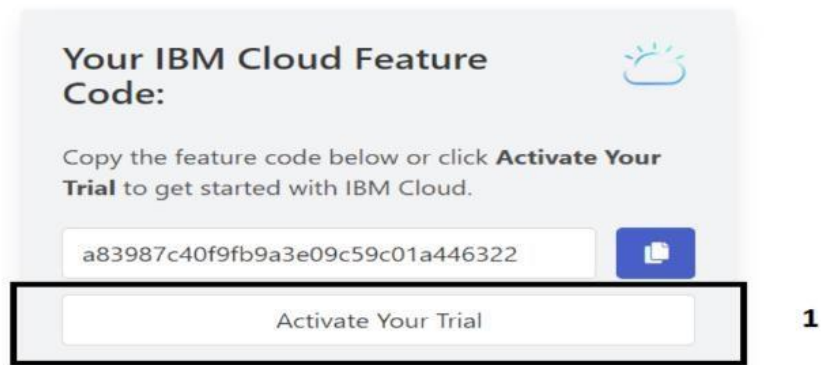 Your IBM Cloud Feature
Code:
Copy the feature code below or click Activate Your
Trial to get started with IBM Cloud.
a83987c40f9fb9a3e09c59c01a446322
Activate Your Trial
1